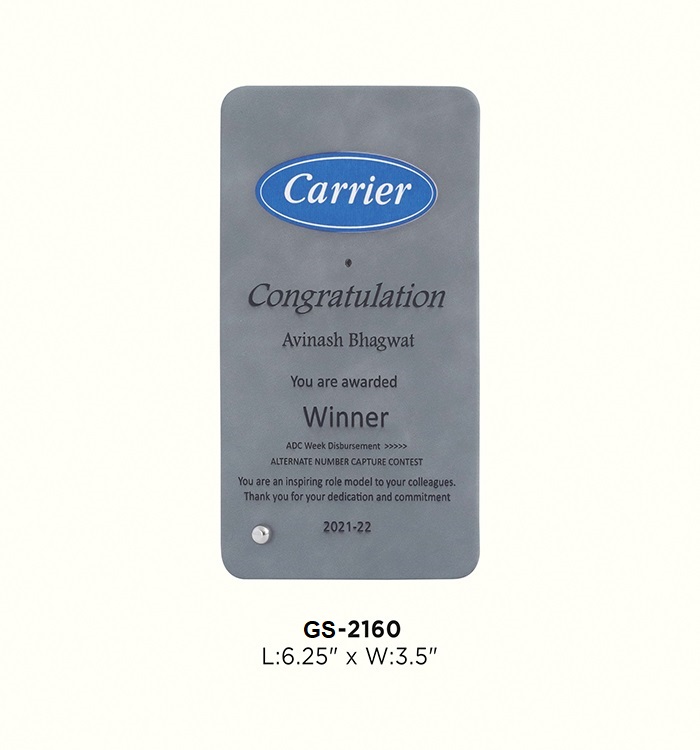 Carrier
Congratulation
Avinash Bhagwat
You are awarded
Winner
ADC Week Disbursement >>>>>
ALTERNATE NUMBER CAPTURE CONTEST
You are an inspiring role model to your colleagues.
Thank you for your dedication and commitment
2021-22
GS-2160
L:6.25" x W:3.5"